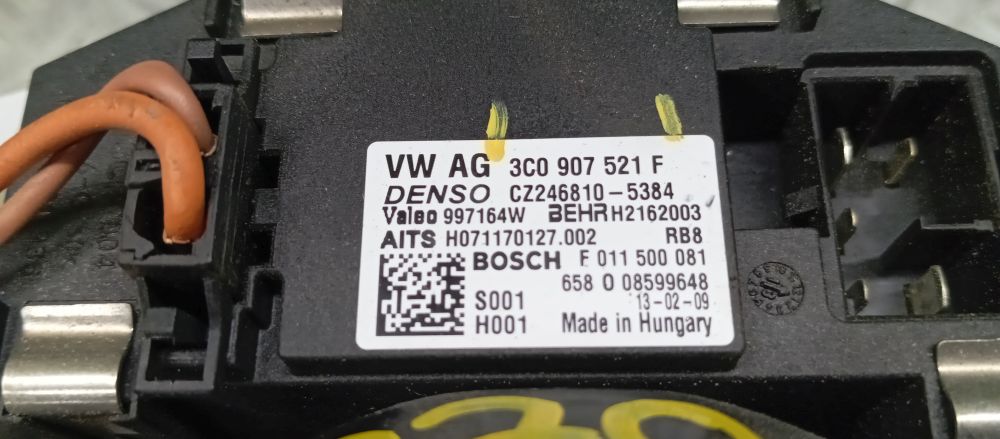 VW AG 3C0 907 521 F
DENSO CZ246810-5384
Valeo 997164W BEHR H2162003
AITS H071170127.002 RB8
BOSCH F 011 500 081
658 0 08599648
S001 13-02-09
H001 Made in Hungary